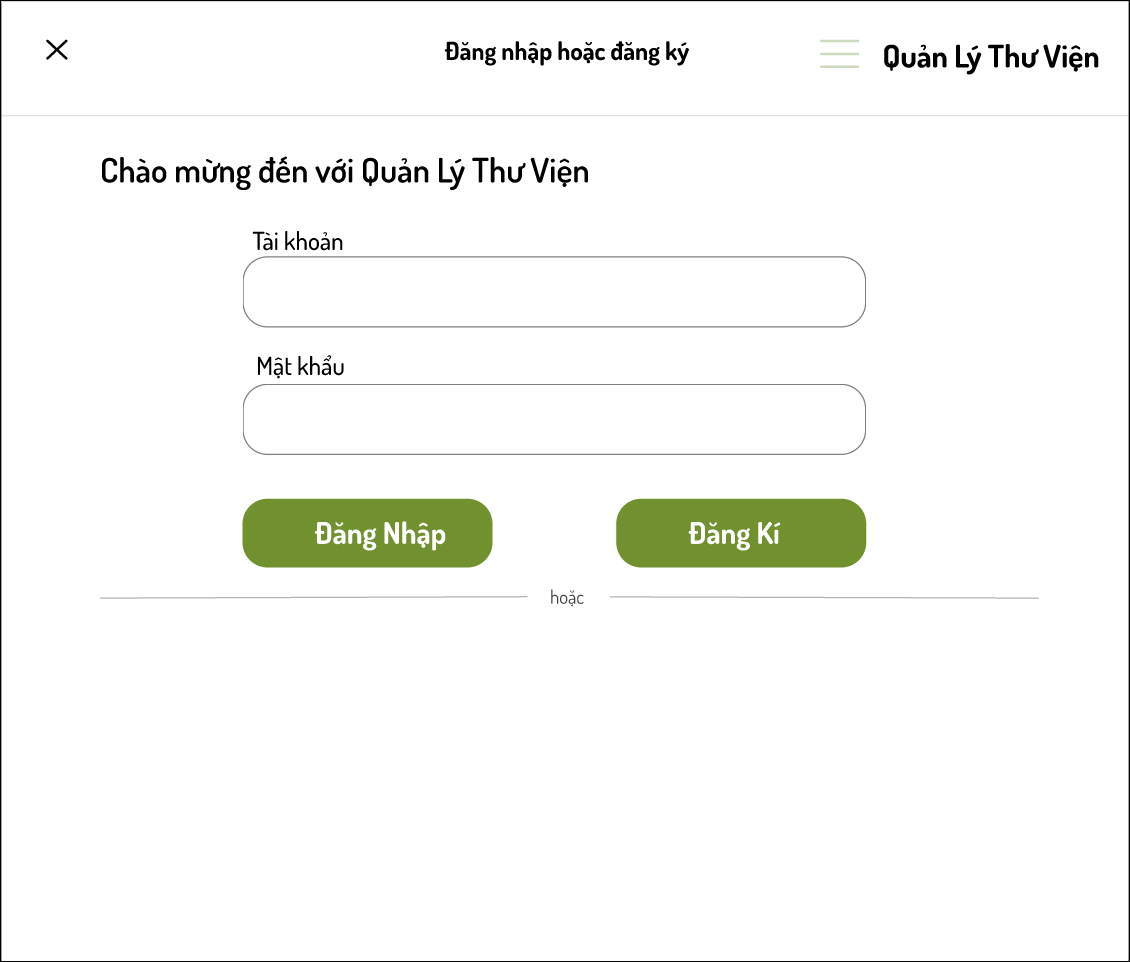 Đăng nhập hoặc đăng ký
Quản Lý Thư Viện
Chào mừng đến với Quản Lý Thư Viện
Tài khoản
Mật khẩu
Đăng Nhập
Đăng Kí
hoặc